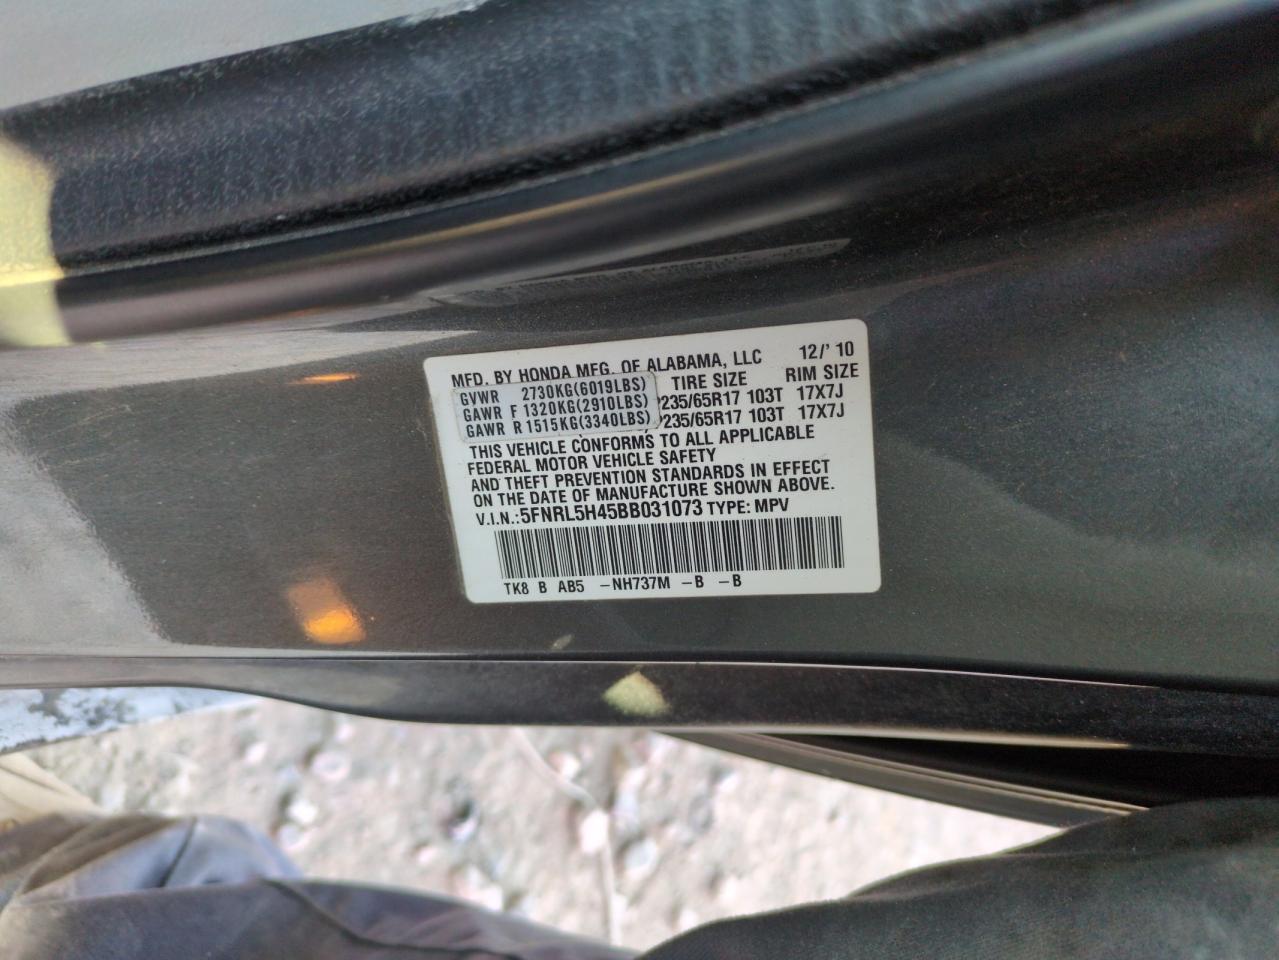 MFD. BY HONDA MFG. OF ALABAMA, LLC 12/' 10
GVWR 2730KG(6019LBS) TIRE SIZE RIM SIZE
GAWR F 1320KG(2910LBS) P235/65R17 103T 17X7J
GAWR R 1515KG(3340LBS) P235/65R17 103T 17X7J
THIS VEHICLE CONFORMS TO ALL APPLICABLE
FEDERAL MOTOR VEHICLE SAFETY
AND THEFT PREVENTION STANDARDS IN EFFECT
ON THE DATE OF MANUFACTURE SHOWN ABOVE.
V.I.N.:5FNRL5H45BB031073 TYPE: MPV
TK8 B AB5 -NH737M -B -B